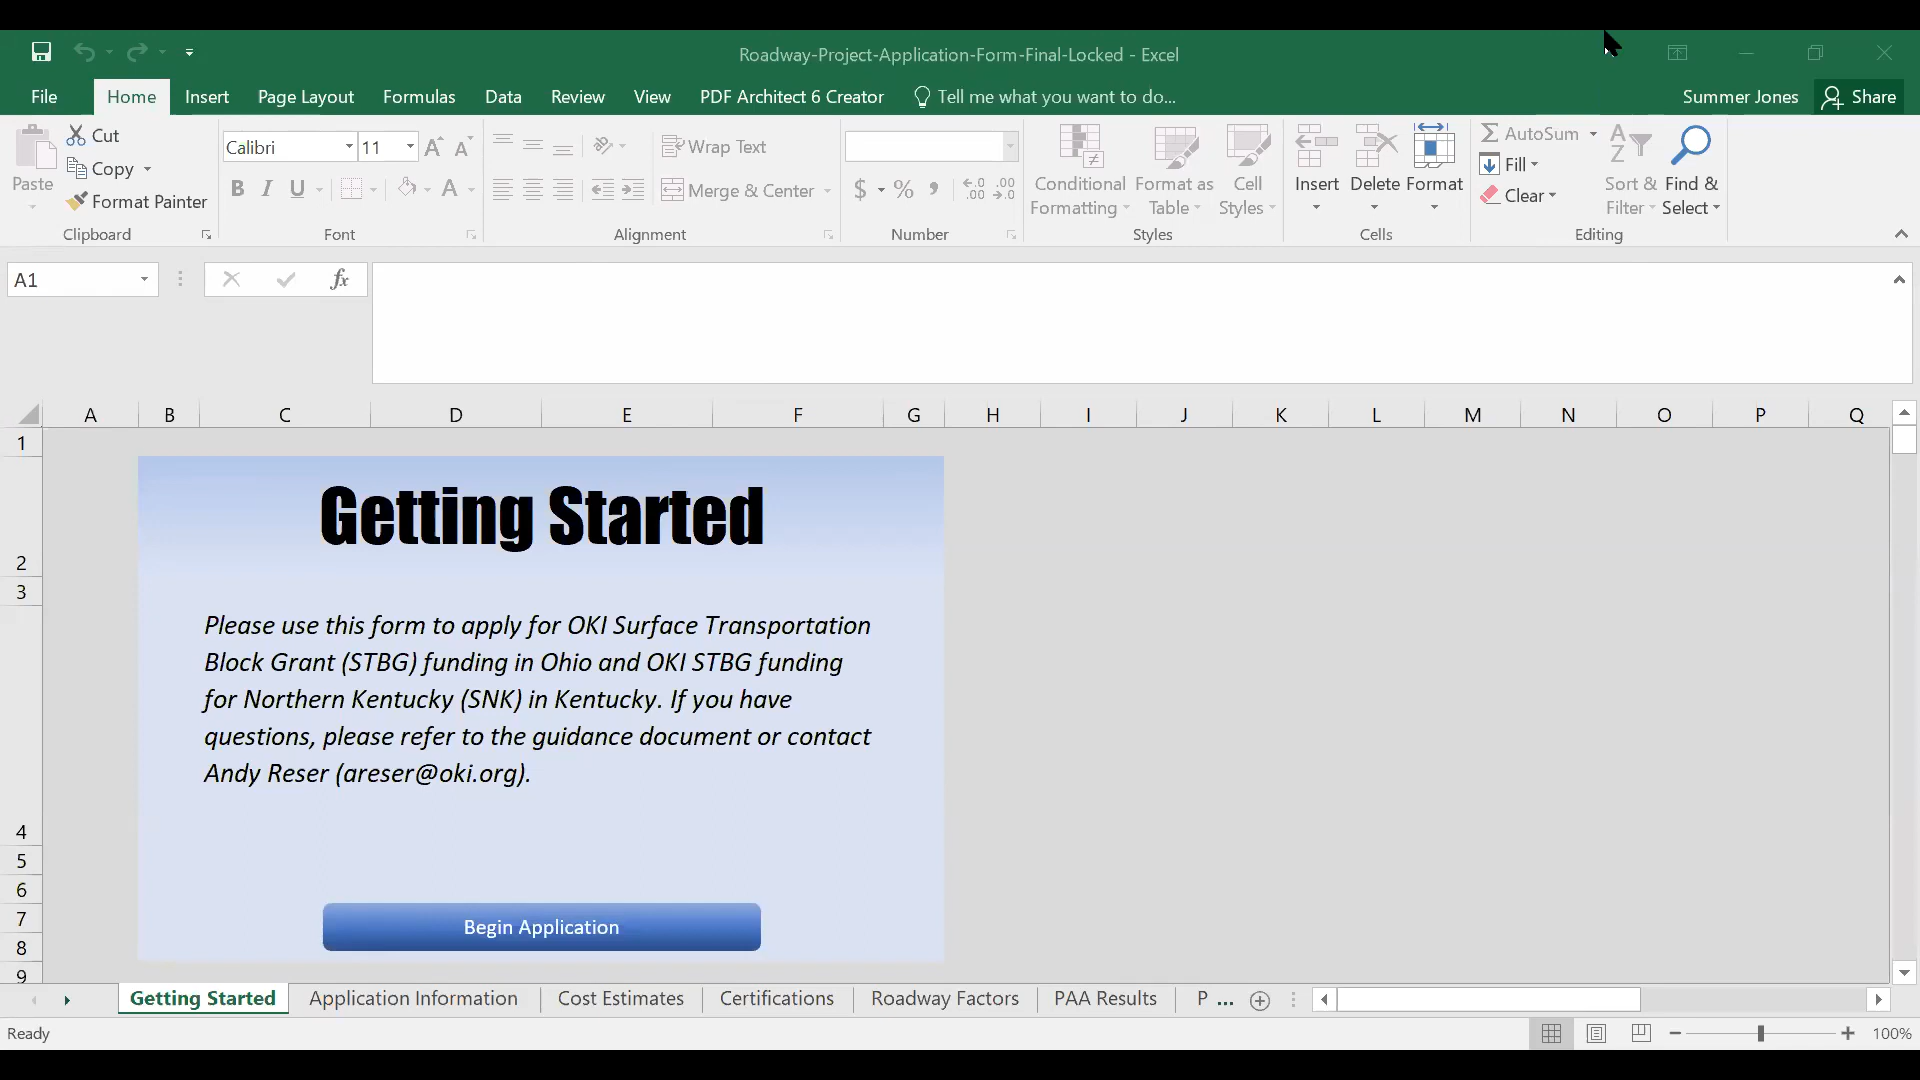 Roadway-Project-Application-Form-Final-Locked - Excel
File Home Insert Page Layout Formulas Data Review View PDF Architect 6 Creator Tell me what you want to do... Summer Jones Share
Paste
Cut
Copy
Format Painter
Clipboard
Calibri 11
B I U A
Font
Wrap Text
Merge & Center
Alignment
$ % ,
Number
Conditional Formatting
Format as Table
Cell Styles
Styles
Insert Delete Format
Cells
AutoSum
Fill
Clear
Sort & Filter
Find & Select
Editing
A1 fx
A B C D E F G H I J K L M N O P Q
1
2
3
4
5
6
7
8
9
Getting Started
Please use this form to apply for OKI Surface Transportation
Block Grant (STBG) funding in Ohio and OKI STBG funding
for Northern Kentucky (SNK) in Kentucky. If you have
questions, please refer to the guidance document or contact
Andy Reser (areser@oki.org).
Begin Application
Getting Started Application Information Cost Estimates Certifications Roadway Factors PAA Results P ...
Ready 100%